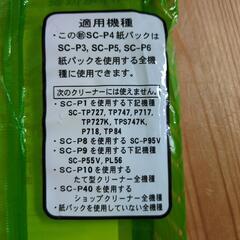 適用機種
・この㊗SC-P4紙パックは
SC-P3, SC-P5, SC-P6
紙パックを使用する全機
種に使用できます。
次のクリーナーには使えません。
・SC-P1を使用する下記機種
SC-TP727, TP747, P717,
TP727K, TPS747K,
P718, TP84
・SC-P8を使用するSC-P95V
・SC-P9を使用する下記機種
SC-P55V, PL56
・SC-P10を使用する
たて型クリーナー全機種
・SC-P40を使用する
ショップクリーナー全機種
・紙パックを使用していない全機種